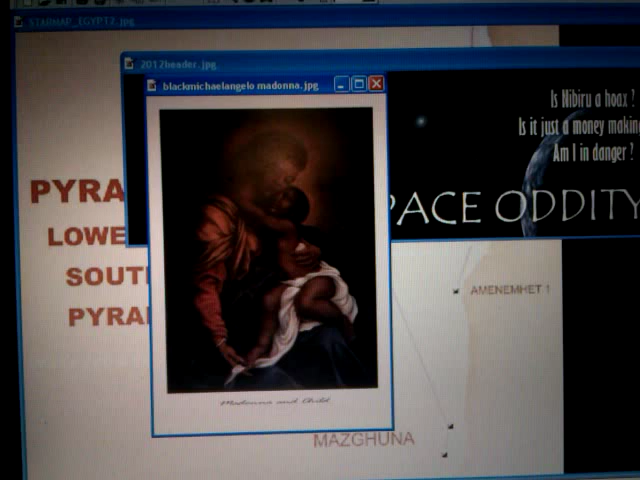 STARMAP_EGYPT2.jpg
2012header.jpg
blackmichaelangelo madonna.jpg
Is Nibiru a hoax ?
Is it just a money makin
Am I in danger ?
PACE ODDITY
PYRA
LOWE
SOUT
PYRA
AMENEMHET 1
Madonna and Child
MAZGHUNA